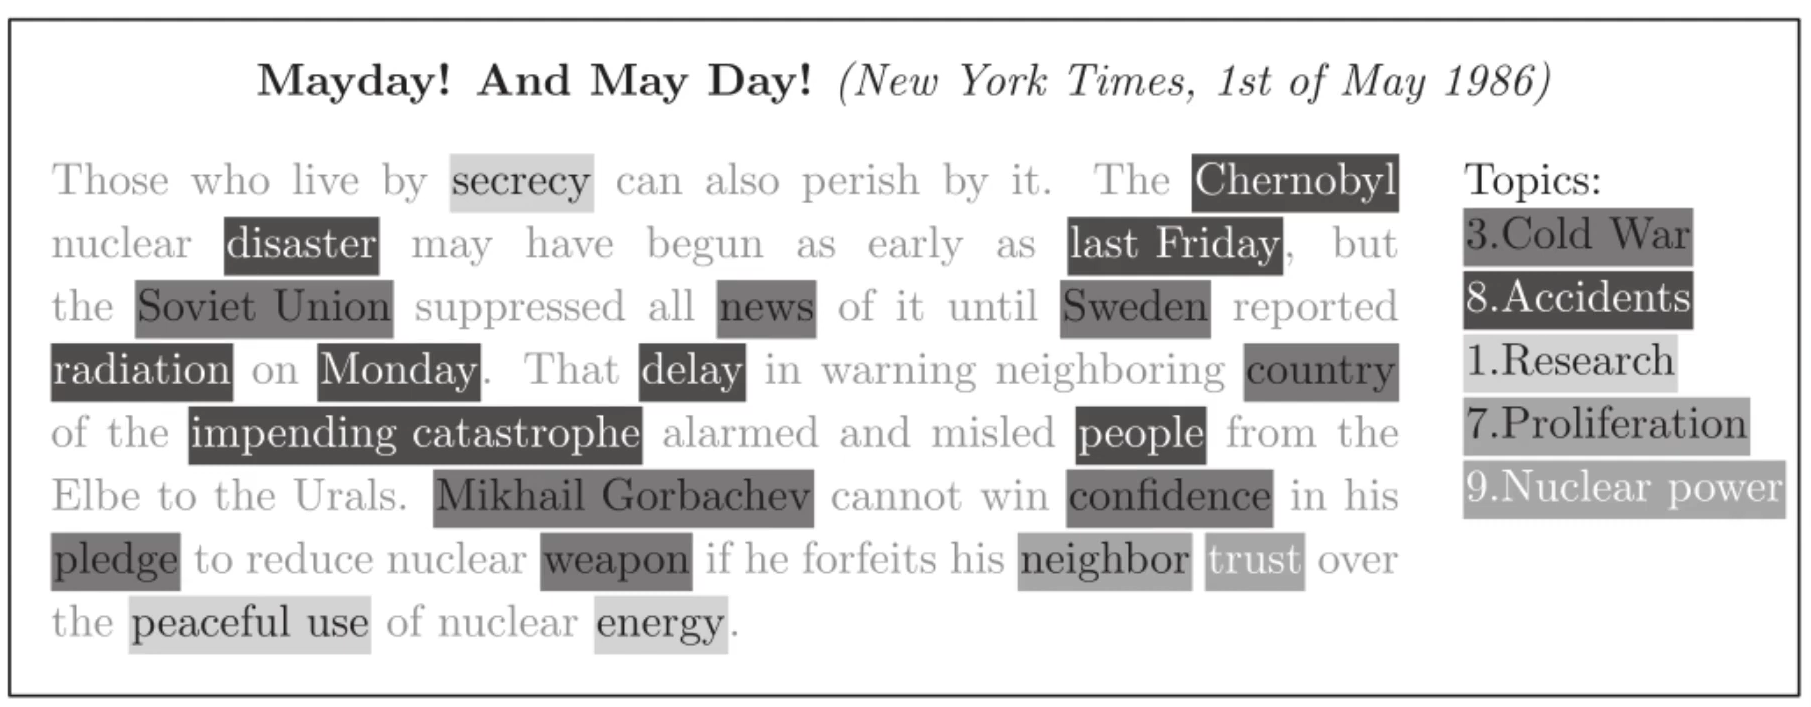 Mayday! And May Day! (New York Times, 1st of May 1986)
Those who live by secrecy can also perish by it. The Chernobyl
nuclear disaster may have begun as early as last Friday, but
the Soviet Union suppressed all news of it until Sweden reported
radiation on Monday. That delay in warning neighboring country
of the impending catastrophe alarmed and misled people from the
Elbe to the Urals. Mikhail Gorbachev cannot win confidence in his
pledge to reduce nuclear weapon if he forfeits his neighbor trust over
the peaceful use of nuclear energy.
Topics:
3.Cold War
8.Accidents
1.Research
7.Proliferation
9.Nuclear power